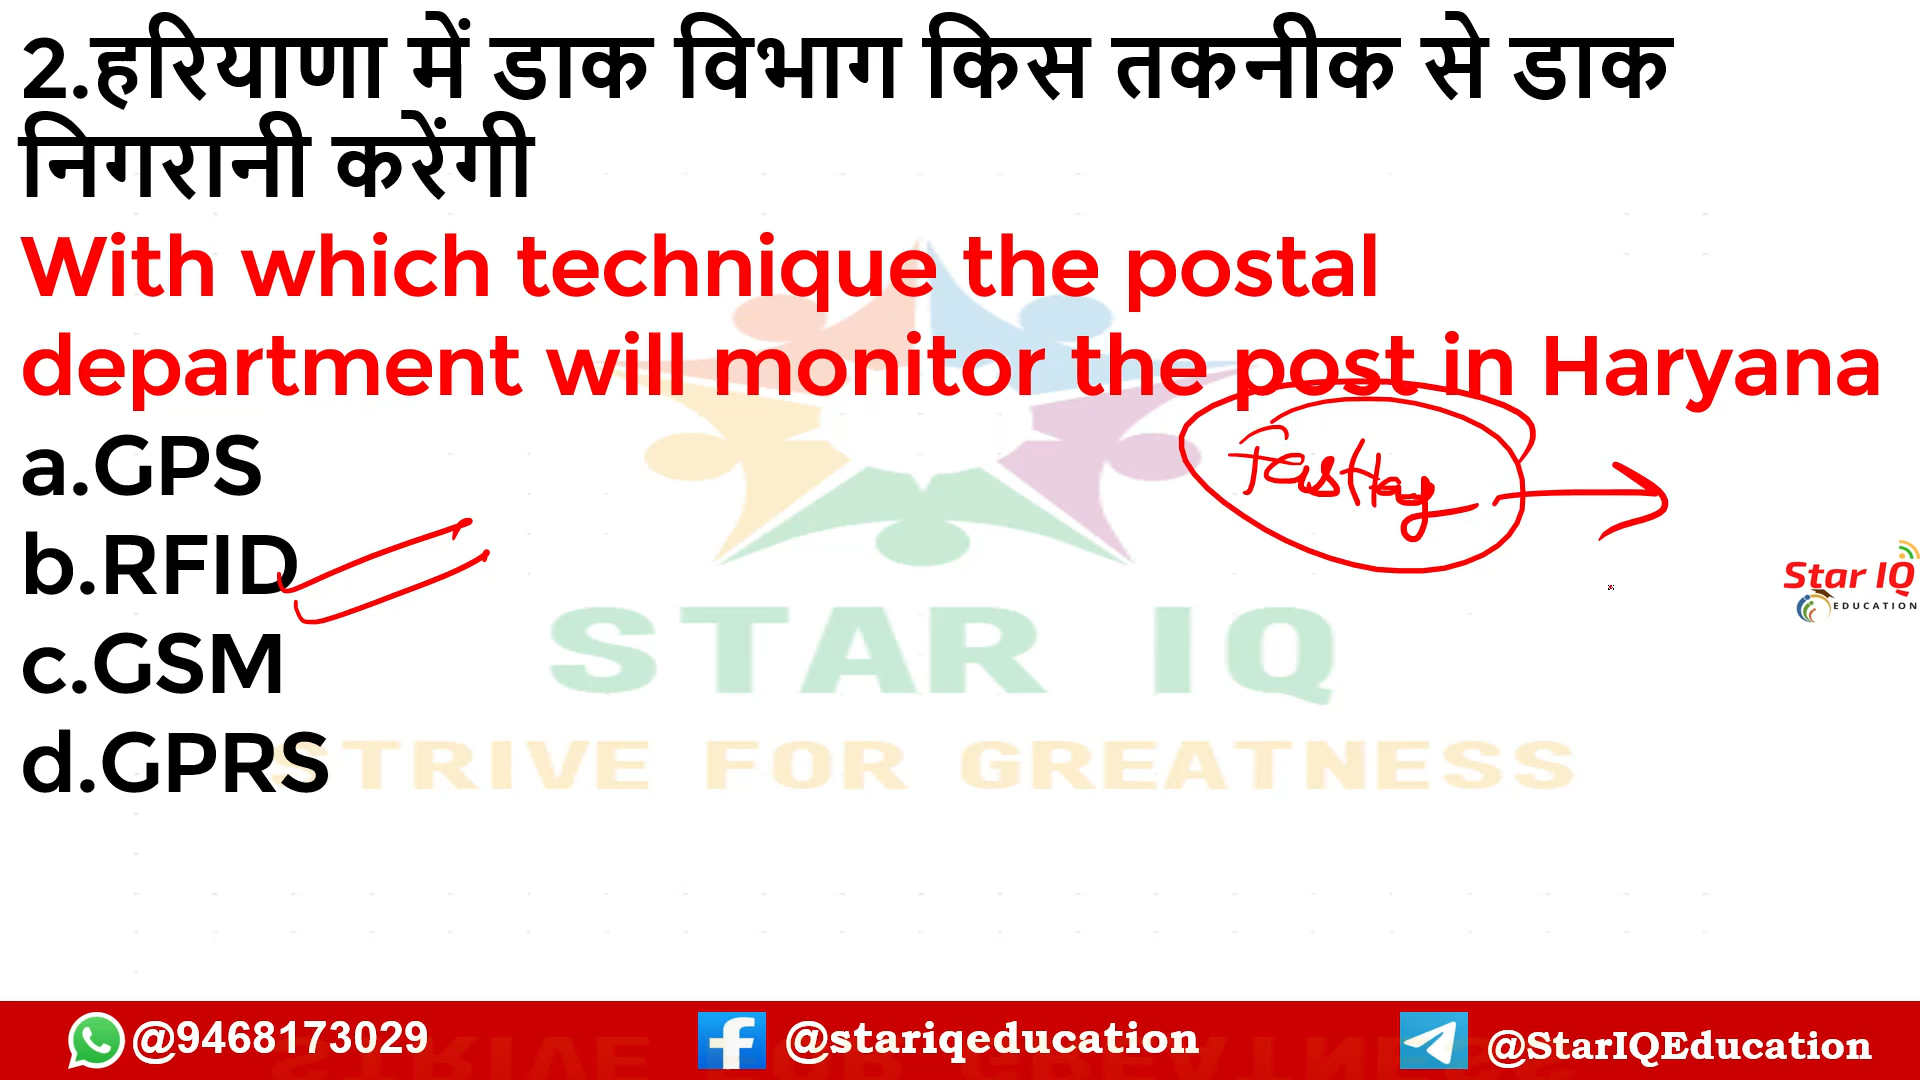 2.हरियाणा में डाक विभाग किस तकनीक से डाक
निगरानी करेंगी
With which technique the postal
department will monitor the post in Haryana
Fasttag
a.GPS
b.RFID
c.GSM
d.GPRS
Star IQ
EDUCATION
STAR IQ
STRIVE FOR GREATNESS
@9468173029
@stariqeducation
@StarIQEducation